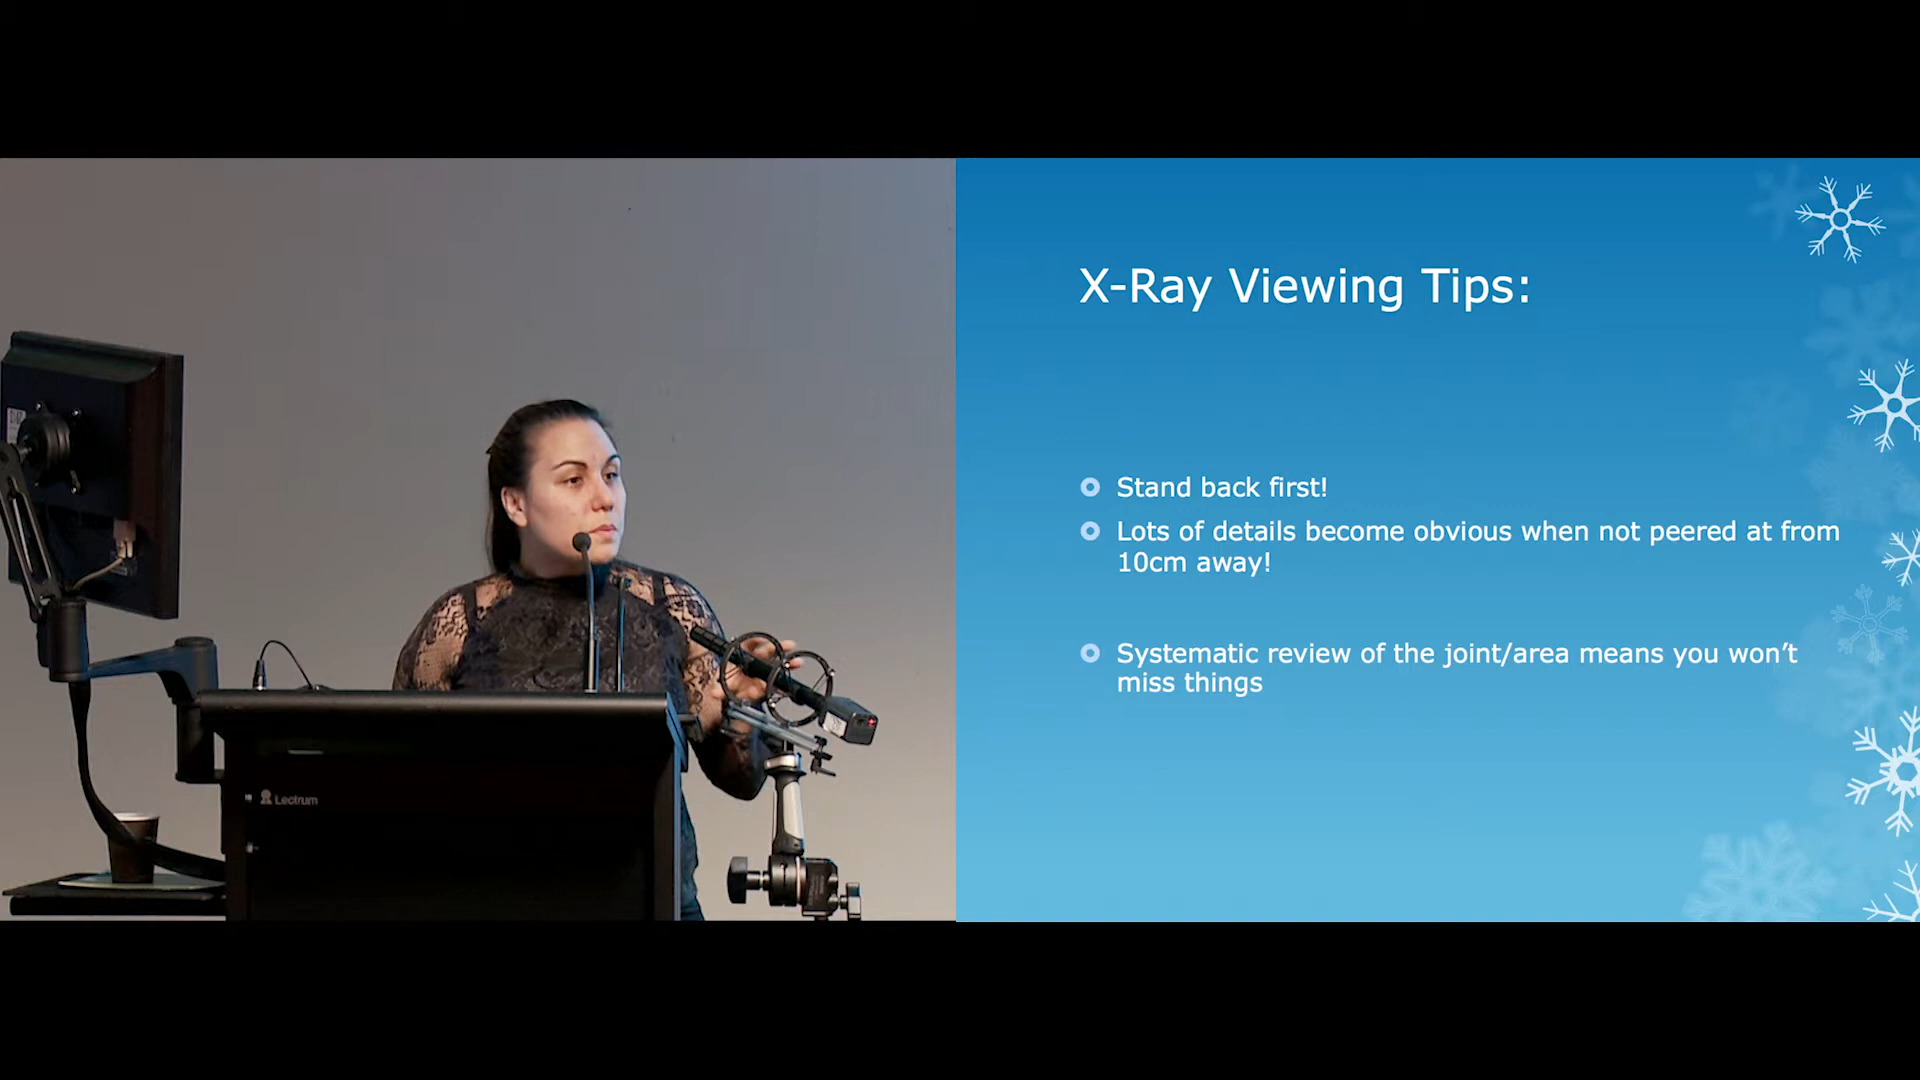 X-Ray Viewing Tips:
Stand back first!
Lots of details become obvious when not peered at from
10cm away!
Systematic review of the joint/area means you won’t
miss things
Lectrum